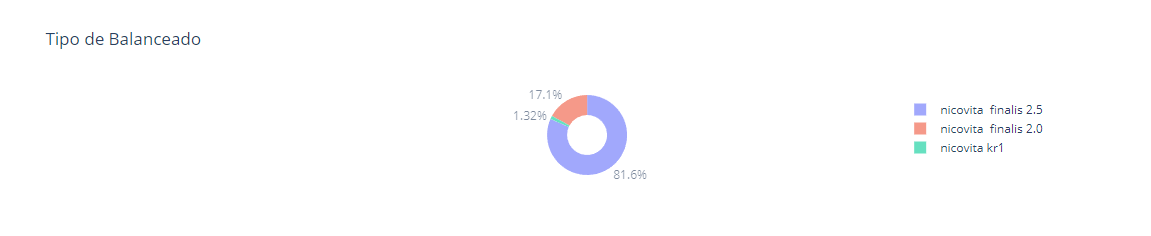 Tipo de Balanceado
17.1%
1.32%
81.6%
nicovita finalis 2.5
nicovita finalis 2.0
nicovita kr1